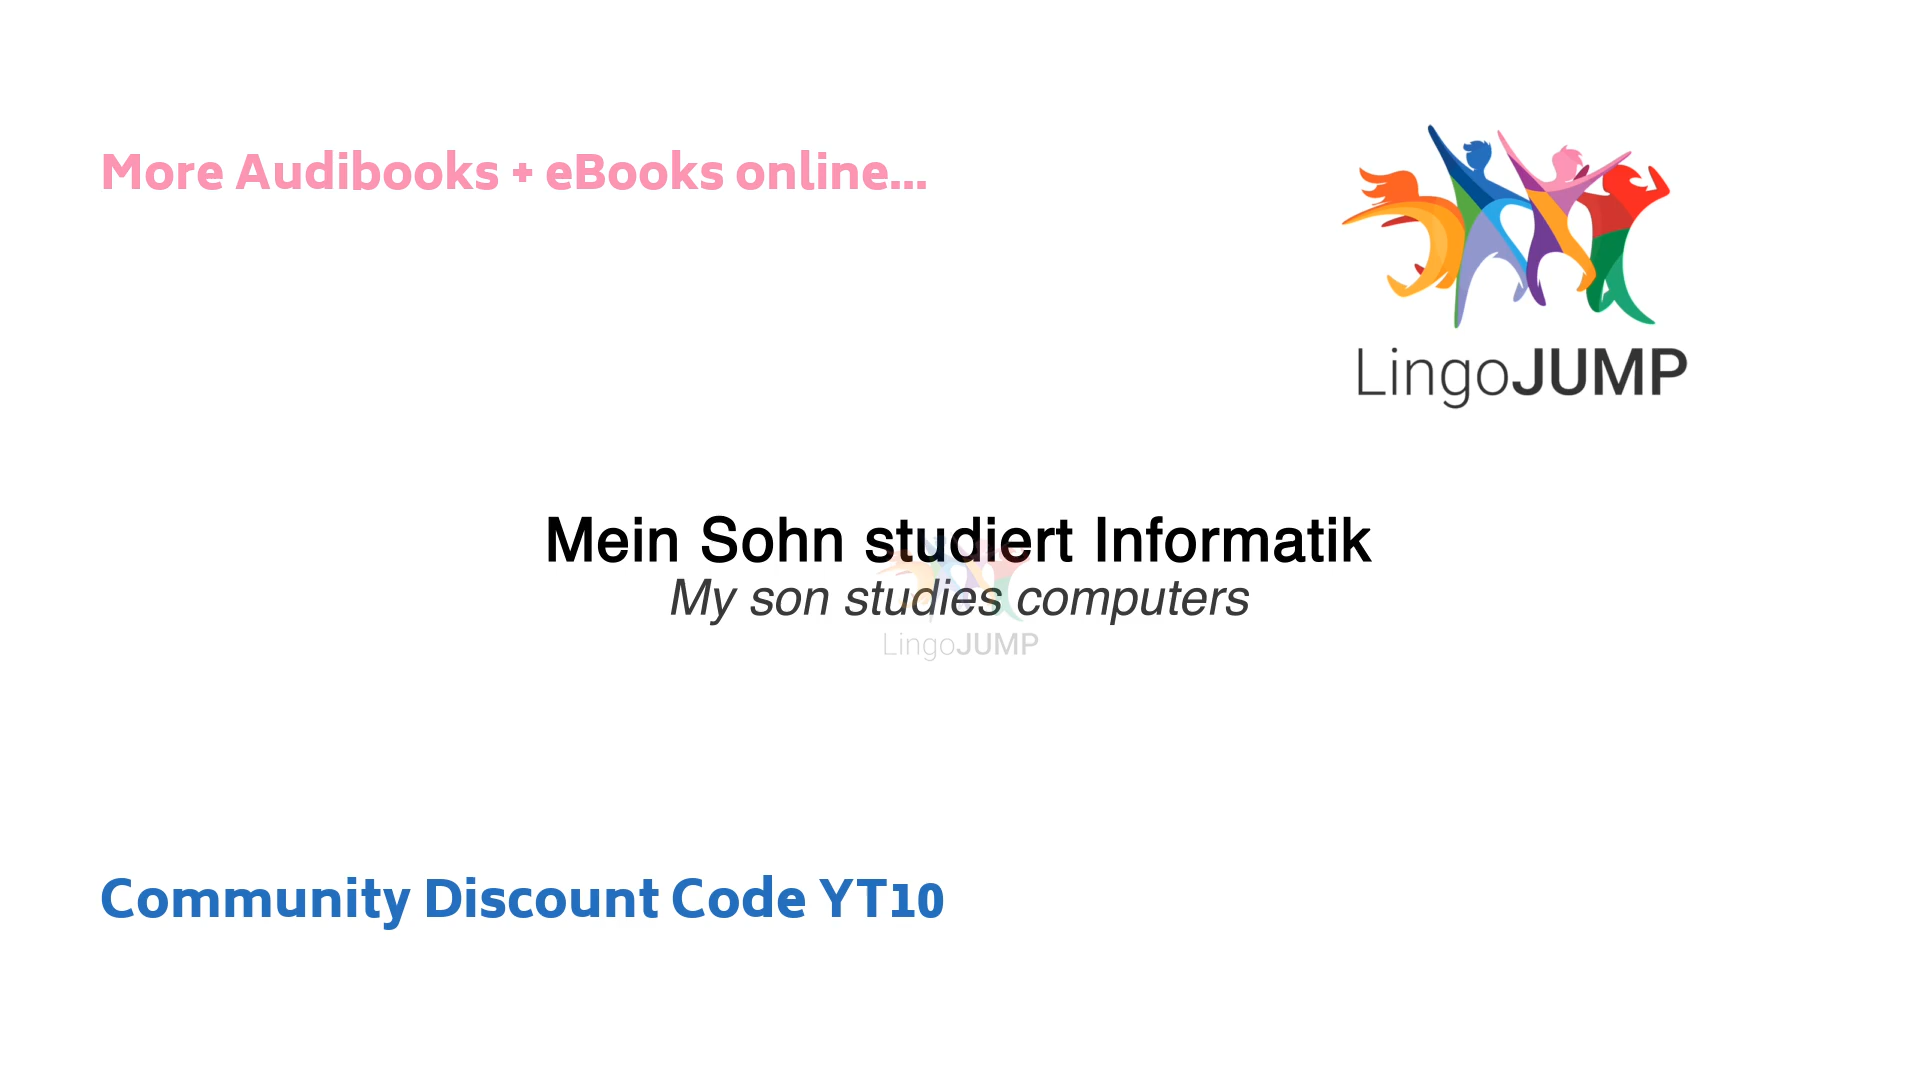 More Audibooks + eBooks online...
LingoJUMP
Mein Sohn studiert Informatik
My son studies computers
LingoJUMP
Community Discount Code YT10